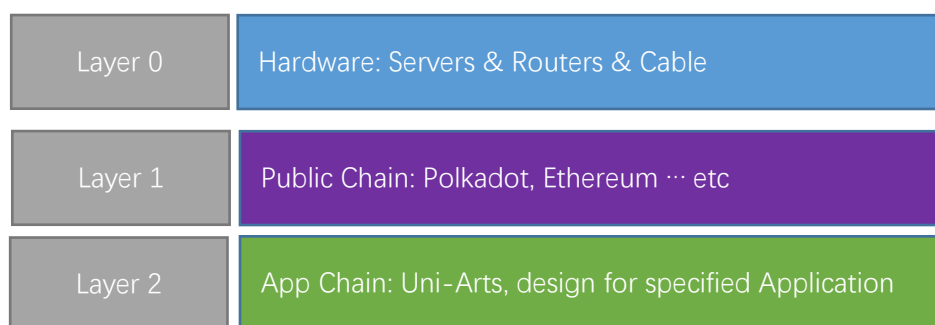 Layer 0
Hardware: Servers & Routers & Cable
Layer 1
Public Chain: Polkadot, Ethereum ··· etc
Layer 2
App Chain: Uni-Arts, design for specified Application